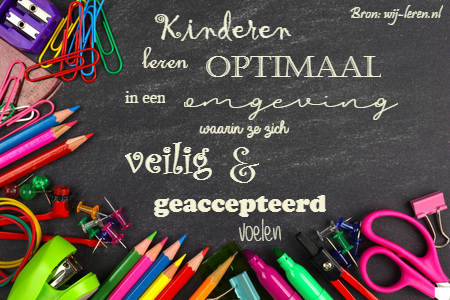 Bron: wij-leren.nl
Kinderen
leren OPTIMAAL
in een omgeving
waarin ze zich
veilig &
geaccepteerd
voelen